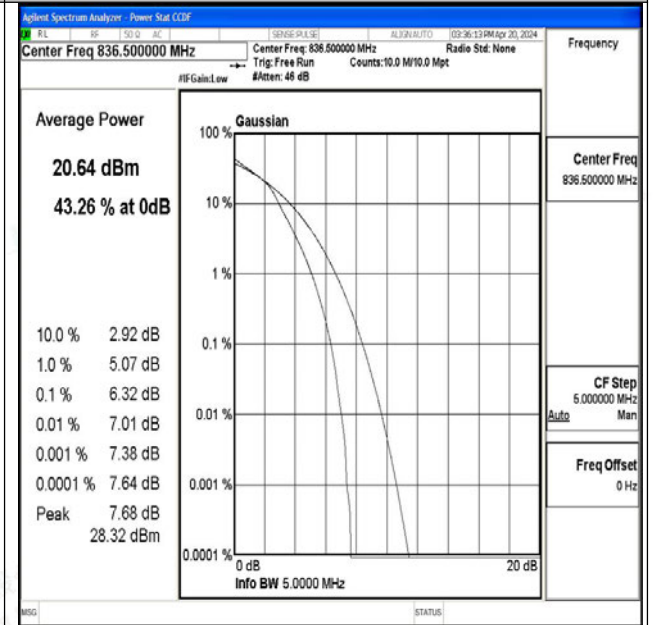 Agilent Spectrum Analyzer - Power Stat CCDF
RL RF 50 Ω AC SENSE:PULSE ALIGN AUTO 03:36:13 PM Apr 20, 2024
Center Freq 836.500000 MHz
Center Freq: 836.500000 MHz Radio Std: None
Trig: Free Run Counts:10.0 M/10.0 Mpt
#IFGain:Low #Atten: 46 dB
Frequency
Average Power
20.64 dBm
43.26 % at 0dB
10.0 % 2.92 dB
1.0 % 5.07 dB
0.1 % 6.32 dB
0.01 % 7.01 dB
0.001 % 7.38 dB
0.0001 % 7.64 dB
Peak 7.68 dB
28.32 dBm
Gaussian
100 %
10 %
1 %
0.1 %
0.01 %
0.001 %
0.0001 %
0 dB 20 dB
Info BW 5.0000 MHz
Center Freq
836.500000 MHz
CF Step
5.000000 MHz
Auto Man
Freq Offset
0 Hz
MSG STATUS